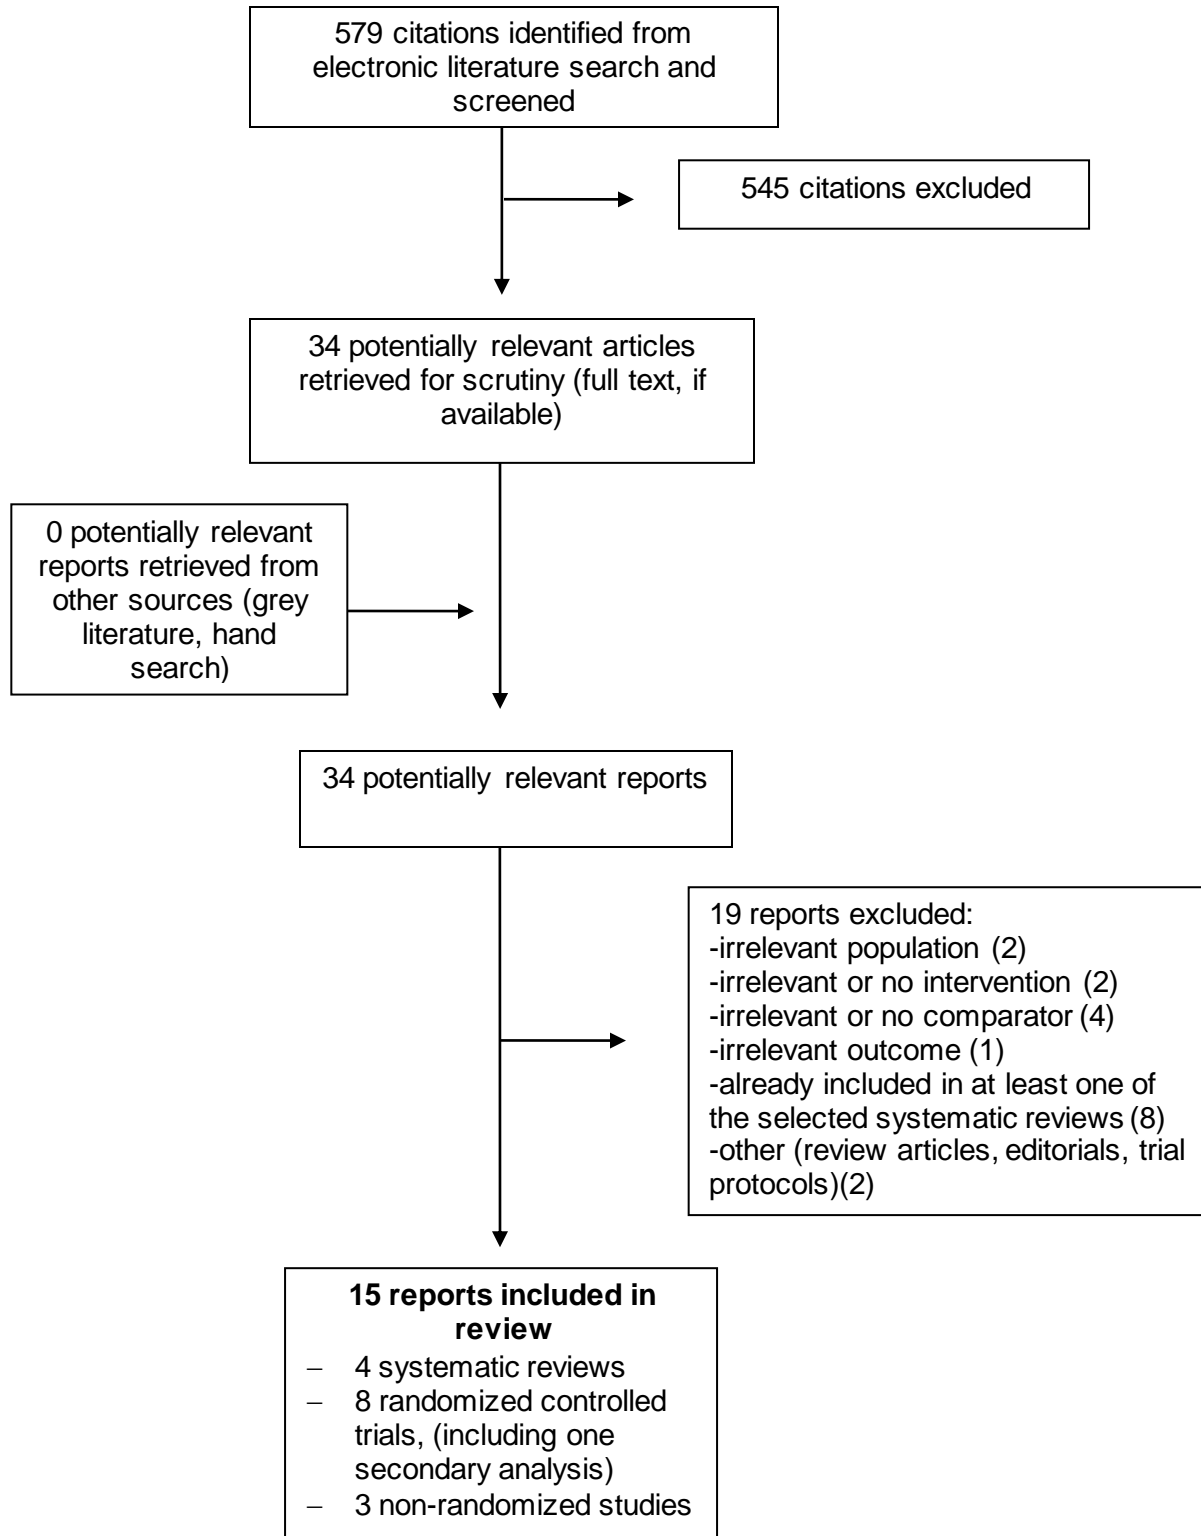 579 citations identified from
electronic literature search and
screened
545 citations excluded
34 potentially relevant articles
retrieved for scrutiny (full text, if
available)
0 potentially relevant
reports retrieved from
other sources (grey
literature, hand
search)
34 potentially relevant reports
19 reports excluded:
-irrelevant population (2)
-irrelevant or no intervention (2)
-irrelevant or no comparator (4)
-irrelevant outcome (1)
-already included in at least one of
the selected systematic reviews (8)
-other (review articles, editorials, trial
protocols)(2)
15 reports included in
review
– 4 systematic reviews
– 8 randomized controlled
trials, (including one
secondary analysis)
– 3 non-randomized studies